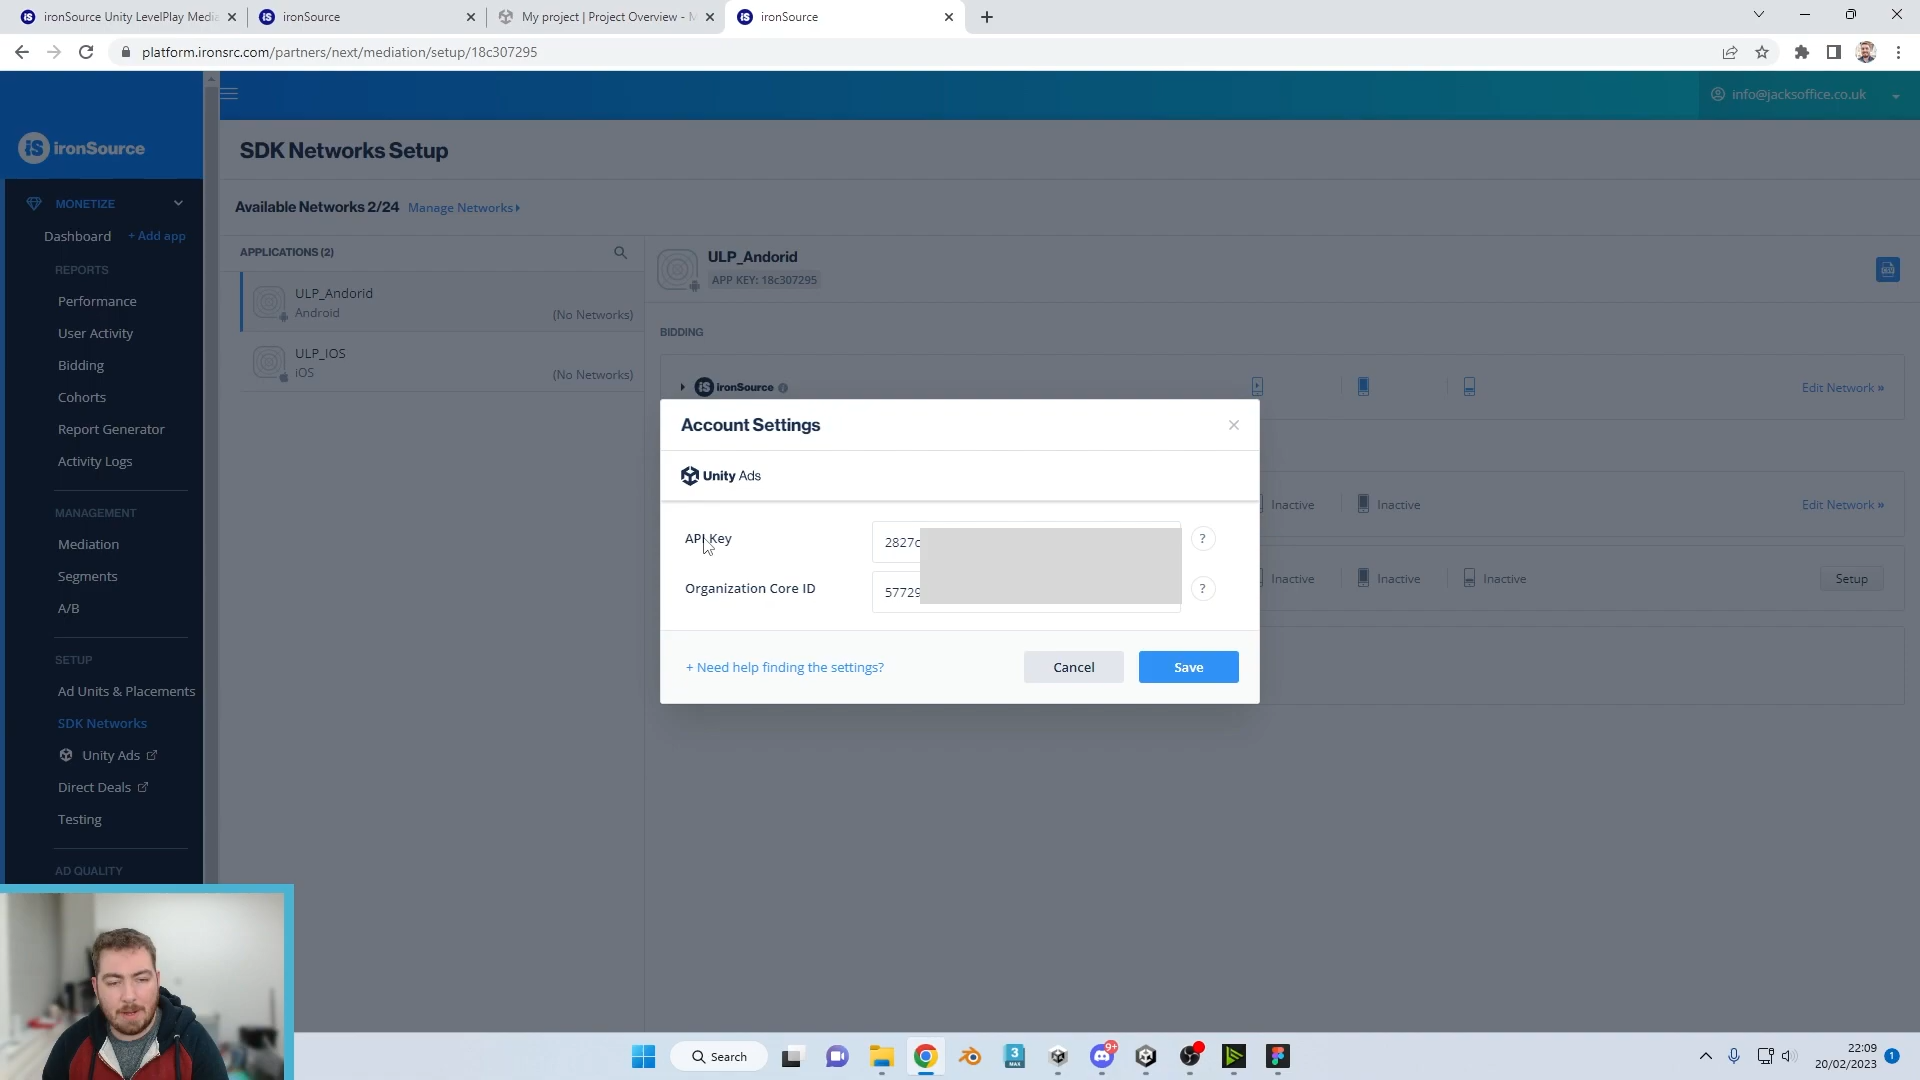 ironSource Unity LevelPlay Media
ironSource
My project | Project Overview - M
ironSource
platform.ironsrc.com/partners/next/mediation/setup/18c307295
info@jacksoffice.co.uk
ironSource
SDK Networks Setup
Available Networks 2/24 Manage Networks
MONETIZE
Dashboard + Add app
REPORTS
Performance
User Activity
Bidding
Cohorts
Report Generator
Activity Logs
MANAGEMENT
Mediation
Segments
A/B
SETUP
Ad Units & Placements
SDK Networks
Unity Ads
Direct Deals
Testing
AD QUALITY
APPLICATIONS (2)
ULP_Andorid
Android (No Networks)
ULP_IOS
iOS (No Networks)
ULP_Andorid
APP KEY: 18c307295
BIDDING
ironSource
Edit Network »
Inactive Inactive Edit Network »
Inactive Inactive Inactive Setup
Account Settings
Unity Ads
API Key 2827c ?
Organization Core ID 57729 ?
+ Need help finding the settings? Cancel Save
Search
3
MAX
9+
22:09
20/02/2023
1